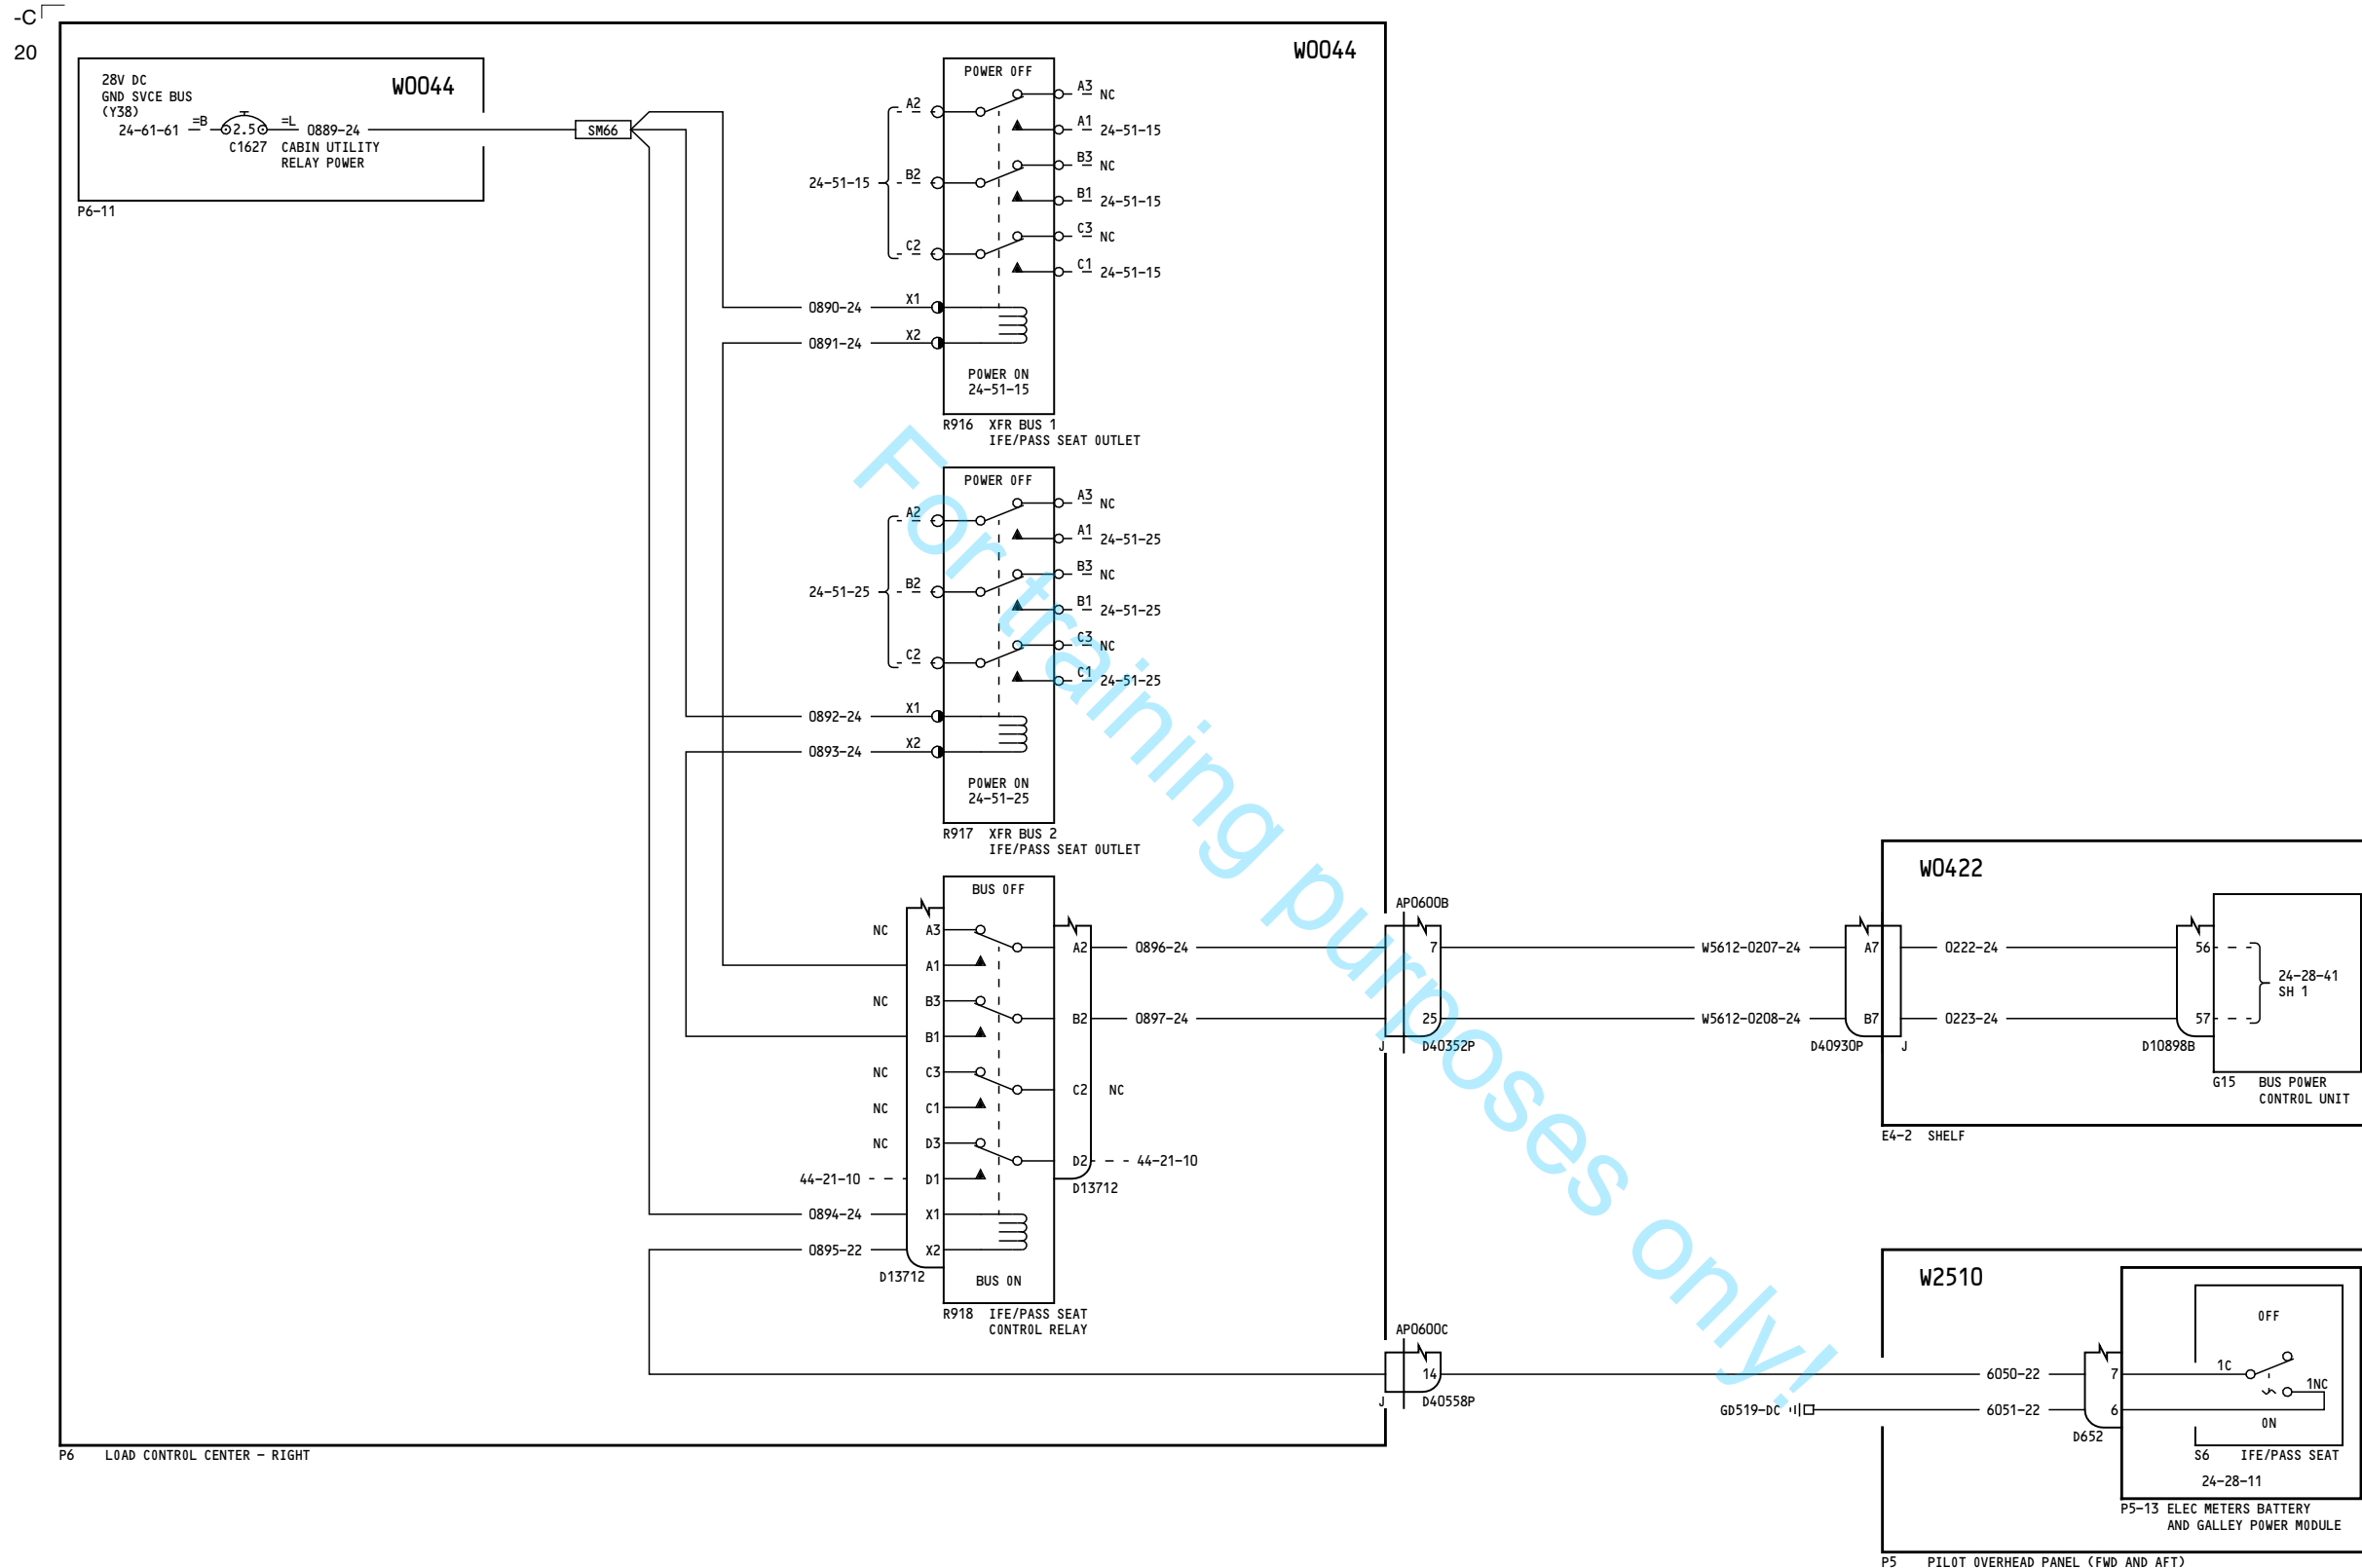 -C
20
W0044
28V DC
GND SVCE BUS
(Y38)
W0044
24-61-61 =B 2.5 =L 0889-24
C1627 CABIN UTILITY
RELAY POWER
P6-11
SM66
POWER OFF
A2
B2
C2
24-51-15
A3 NC
A1 24-51-15
B3 NC
B1 24-51-15
C3 NC
C1 24-51-15
0890-24 X1
0891-24 X2
POWER ON
24-51-15
R916 XFR BUS 1
IFE/PASS SEAT OUTLET
POWER OFF
A2
B2
C2
24-51-25
A3 NC
A1 24-51-25
B3 NC
B1 24-51-25
C3 NC
C1 24-51-25
0892-24 X1
0893-24 X2
POWER ON
24-51-25
R917 XFR BUS 2
IFE/PASS SEAT OUTLET
BUS OFF
NC A3
A1
NC B3
B1
NC C3
NC C1
NC D3
44-21-10 D1
0894-24 X1
0895-22 X2
D13712
A2 0896-24
B2 0897-24
C2 NC
D2 44-21-10
D13712
BUS ON
R918 IFE/PASS SEAT
CONTROL RELAY
AP0600B
7
25
J D40352P
W5612-0207-24
W5612-0208-24
A7
B7
D40930P J
W0422
0222-24
0223-24
56
57
D10898B
24-28-41
SH 1
G15 BUS POWER
CONTROL UNIT
E4-2 SHELF
AP0600C
14
J D40558P
W2510
6050-22
GD519-DC 6051-22
7
6
D652
OFF
1C
1NC
ON
S6 IFE/PASS SEAT
24-28-11
P5-13 ELEC METERS BATTERY
AND GALLEY POWER MODULE
P5 PILOT OVERHEAD PANEL (FWD AND AFT)
P6 LOAD CONTROL CENTER - RIGHT
For training purposes only!